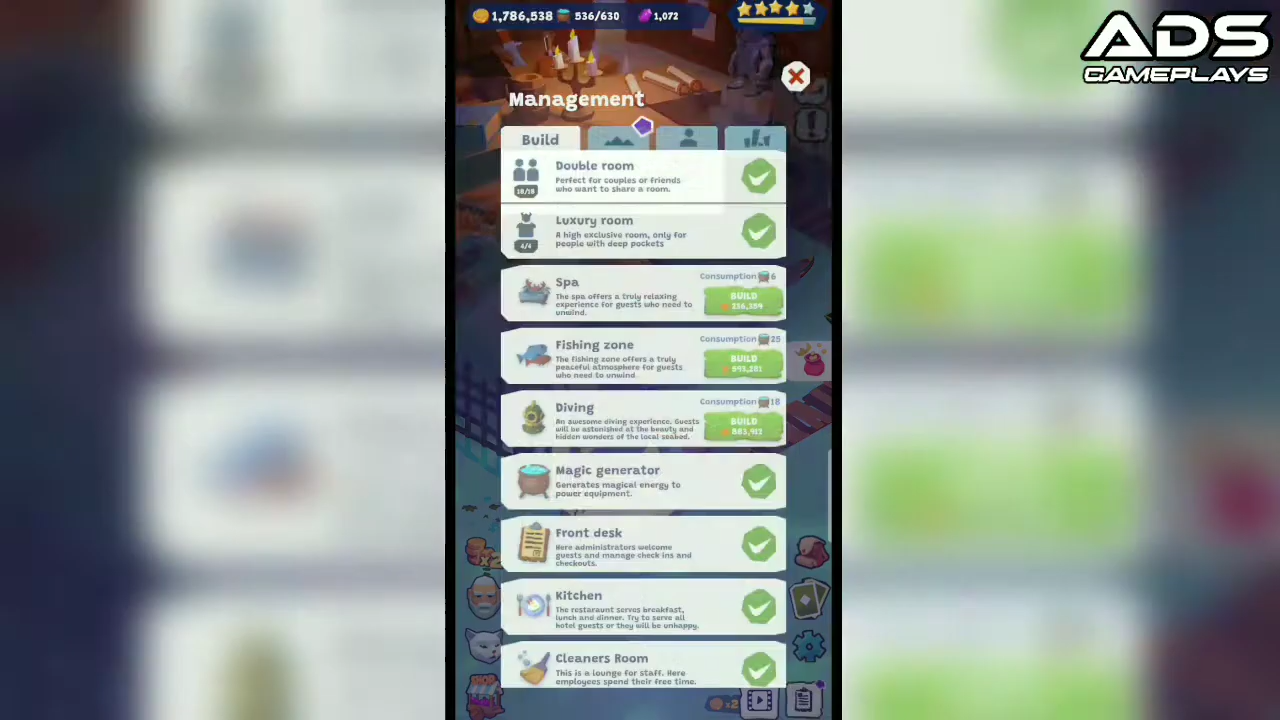 1,786,538 536/630 1,072
ADS
GAMEPLAYS
Management
Build
Double room
Perfect for couples or friends
who want to share a room.
Luxury room
A high exclusive room, only for
people with deep pockets
4/4
Spa
The spa offers a truly relaxing
experience for guests who need to
unwind.
Consumption 6
BUILD
Fishing zone
The fishing zone offers a truly
peaceful atmosphere for guests
who need to unwind.
Consumption 25
BUILD
Diving
An awesome diving experience. Guests
will be astonished at the beauty and
hidden wonders of the local seabed.
Consumption 18
BUILD
Magic generator
Generates magical energy to
power equipment.
Front desk
Here administrators welcome
guests and manage check ins and
checkouts.
Kitchen
The restaraunt serves breakfast,
lunch and dinner. Try to serve all
hotel guests or they will be unhappy.
Cleaners Room
This is a lounge for staff. Here
employees spend their free time.
SHOP